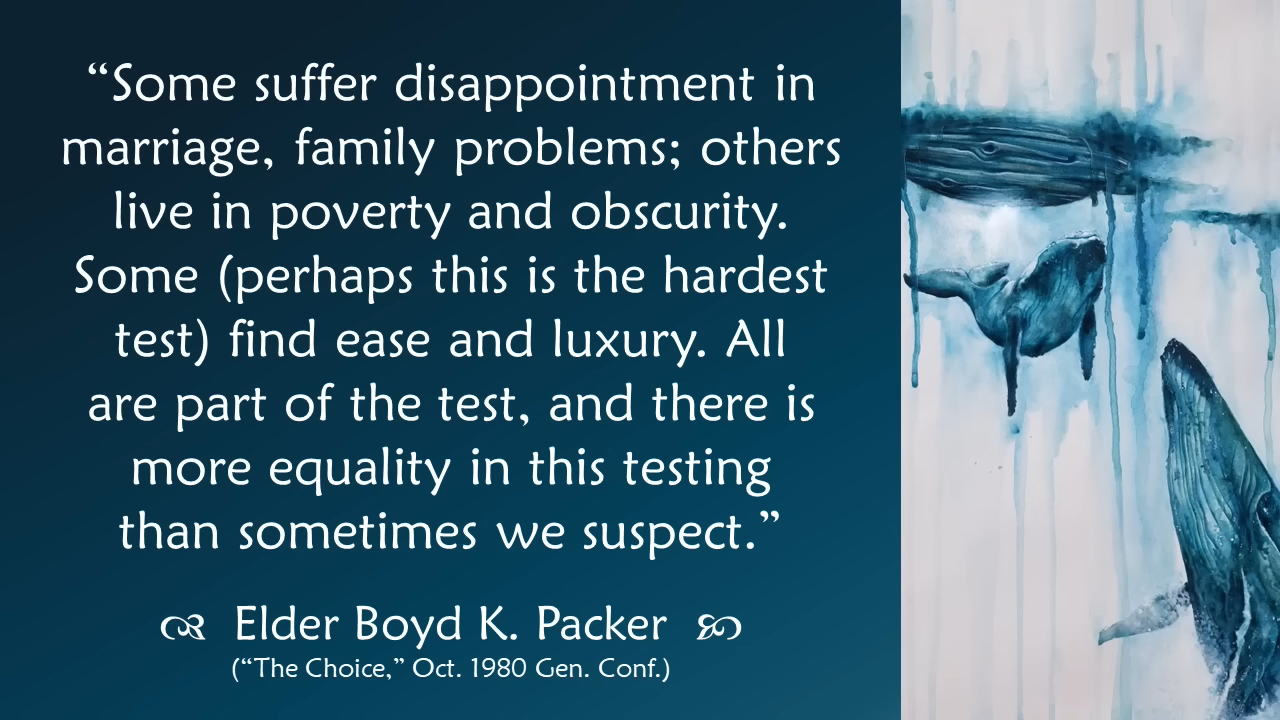 “Some suffer disappointment in
marriage, family problems; others
live in poverty and obscurity.
Some (perhaps this is the hardest
test) find ease and luxury. All
are part of the test, and there is
more equality in this testing
than sometimes we suspect.”
Elder Boyd K. Packer
(“The Choice,” Oct. 1980 Gen. Conf.)